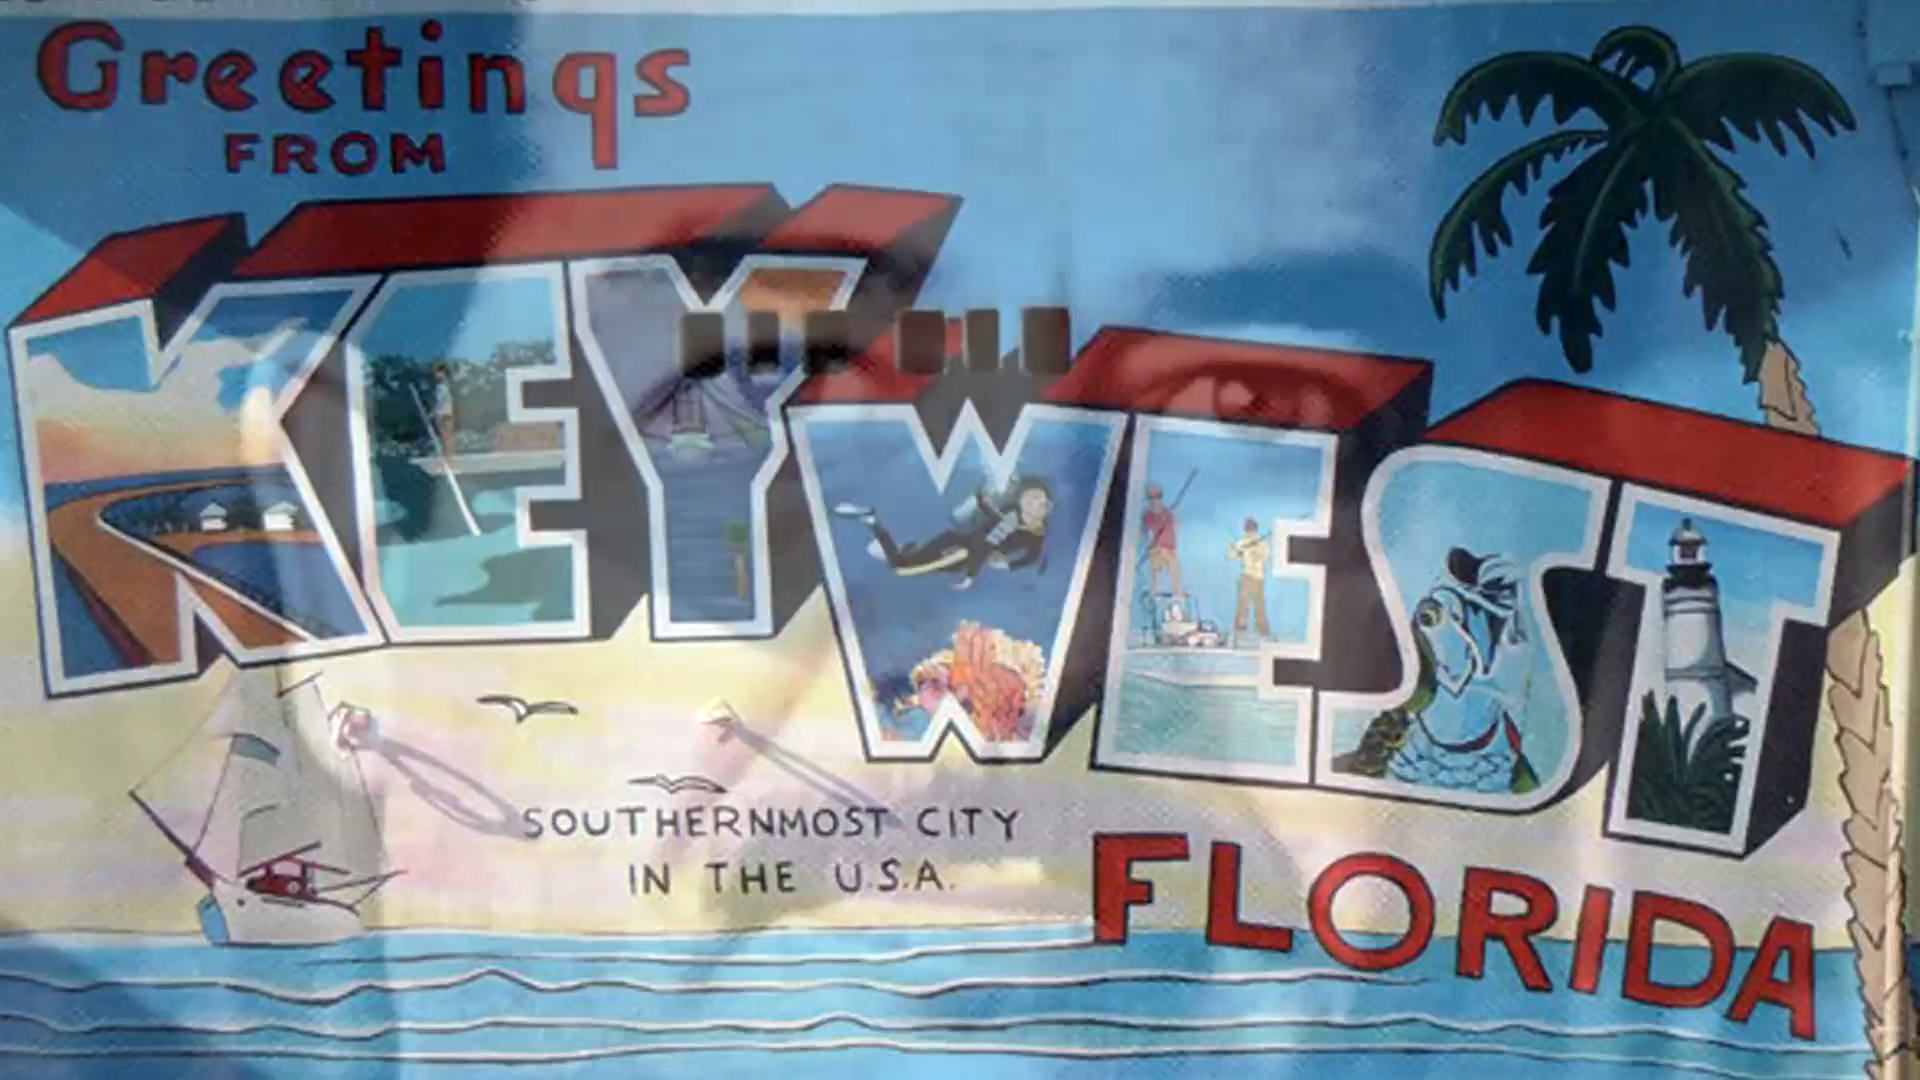 Greetings
FROM
KEY WEST
SOUTHERNMOST CITY
IN THE U.S.A.
FLORIDA